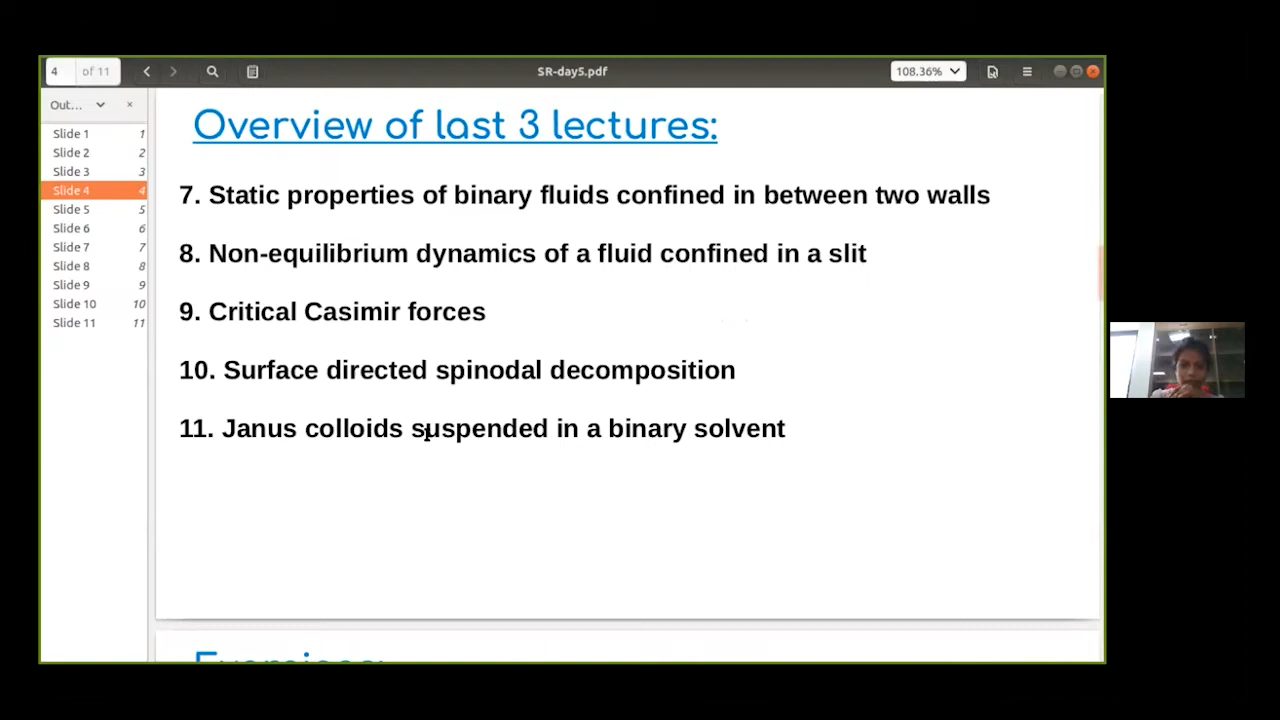 4 of 11
SR-day5.pdf
108.36%
Out...
Slide 1 1
Slide 2 2
Slide 3 3
Slide 4 4
Slide 5 5
Slide 6 6
Slide 7 7
Slide 8 8
Slide 9 9
Slide 10 10
Slide 11 11
Overview of last 3 lectures:
7. Static properties of binary fluids confined in between two walls
8. Non-equilibrium dynamics of a fluid confined in a slit
9. Critical Casimir forces
10. Surface directed spinodal decomposition
11. Janus colloids suspended in a binary solvent